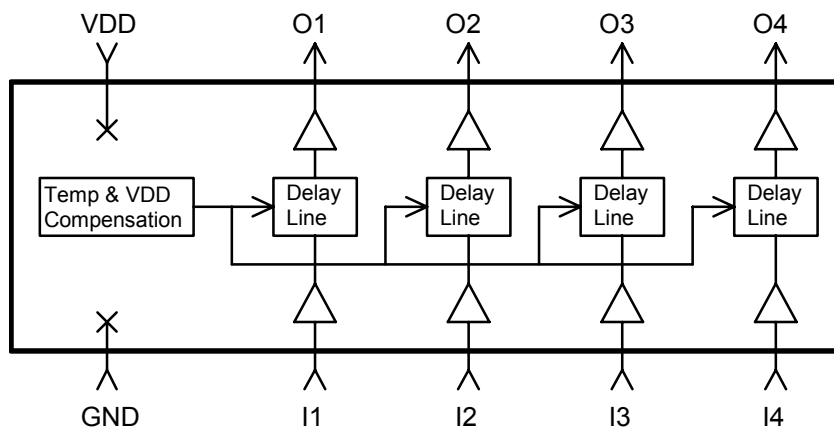 VDD O1 O2 O3 O4
Temp & VDD
Compensation
Delay
Line
Delay
Line
Delay
Line
Delay
Line
GND I1 I2 I3 I4